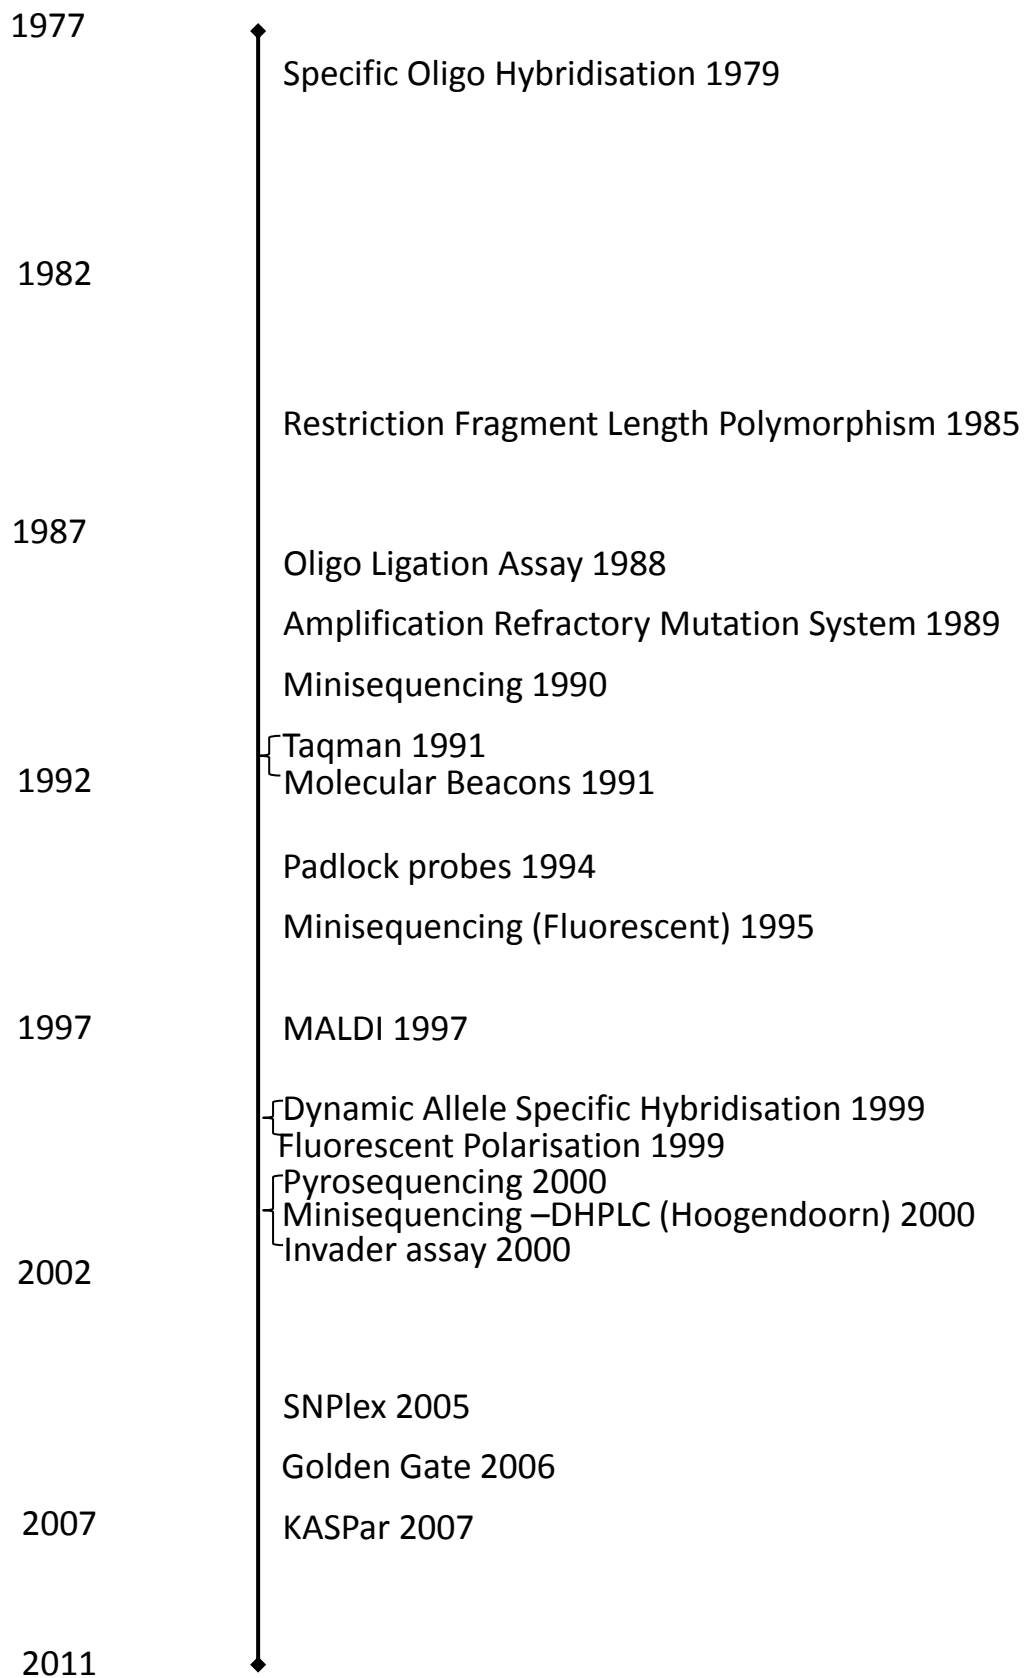 1977
Specific Oligo Hybridisation 1979
1982
Restriction Fragment Length Polymorphism 1985
1987
Oligo Ligation Assay 1988
Amplification Refractory Mutation System 1989
Minisequencing 1990
Taqman 1991
1992
Molecular Beacons 1991
Padlock probes 1994
Minisequencing (Fluorescent) 1995
1997
MALDI 1997
Dynamic Allele Specific Hybridisation 1999
Fluorescent Polarisation 1999
Pyrosequencing 2000
Minisequencing –DHPLC (Hoogendoorn) 2000
Invader assay 2000
2002
SNPlex 2005
Golden Gate 2006
2007
KASPar 2007
2011